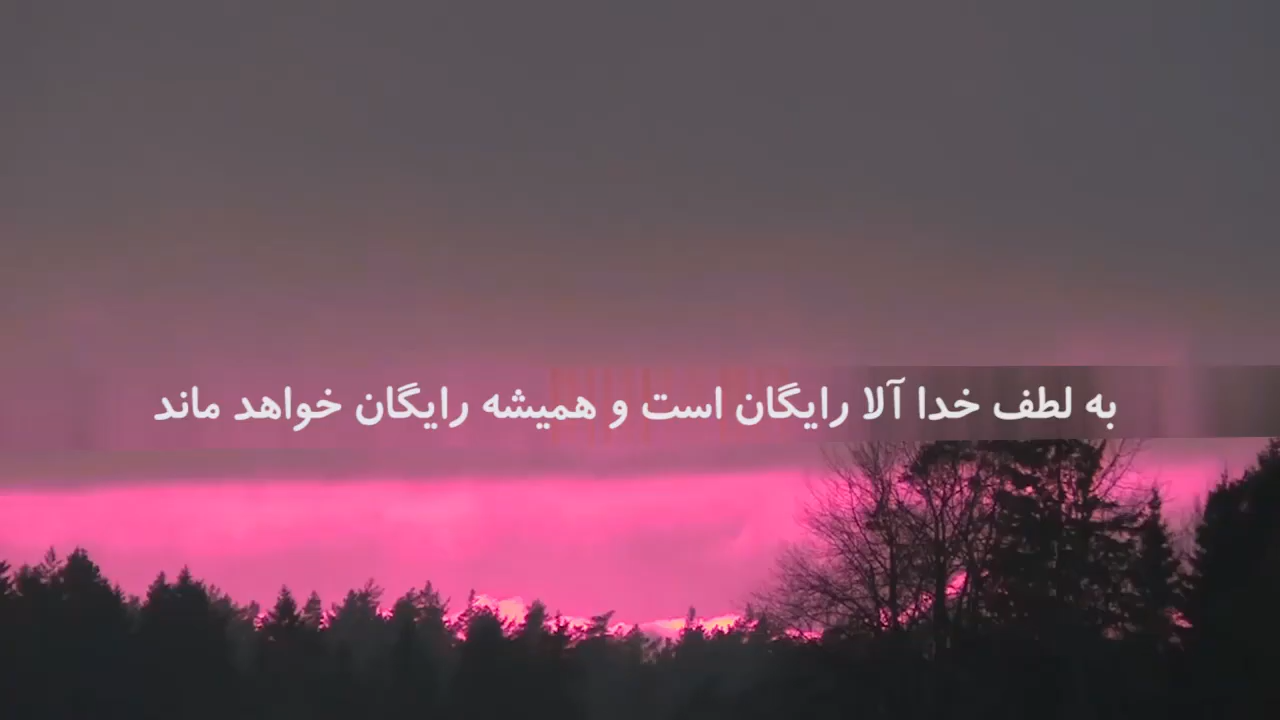 به لطف خدا آلا رایگان است و همیشه رایگان خواهد ماند